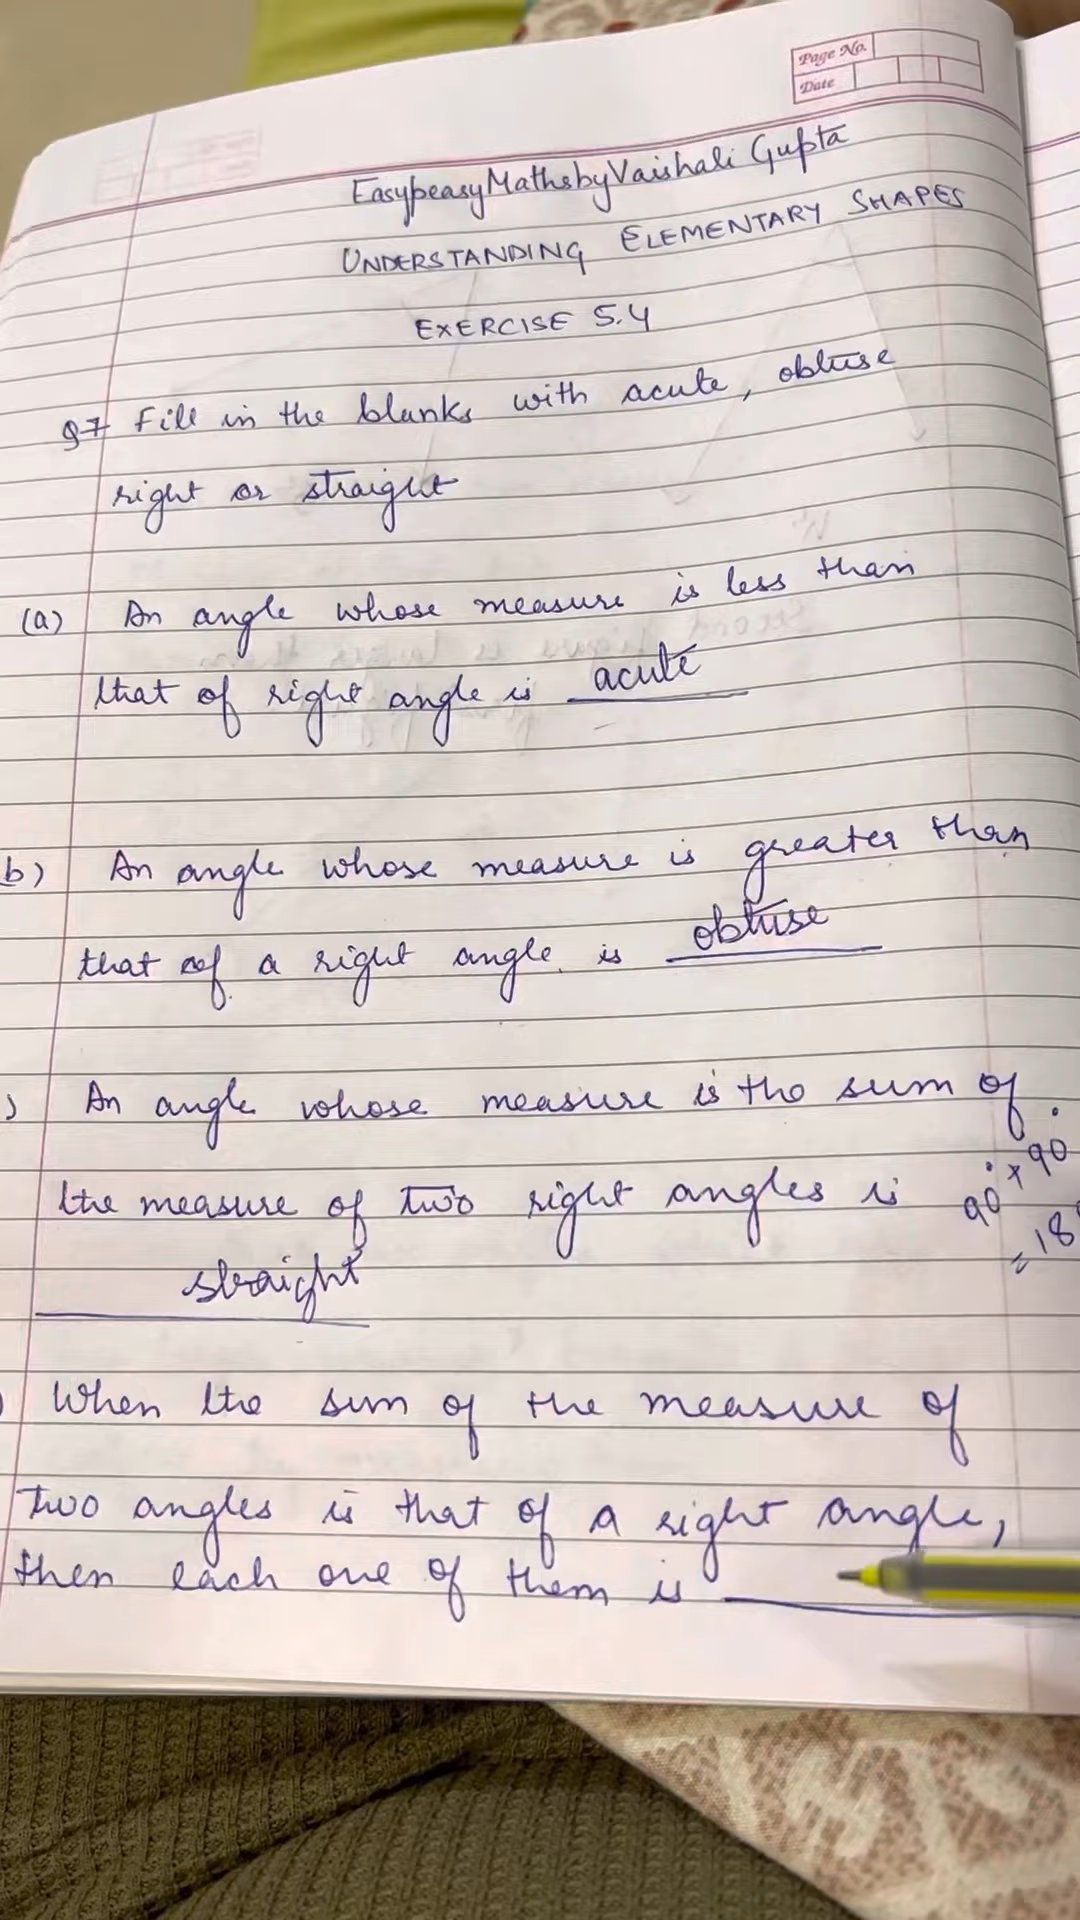 Page No.
Date
EasypeasyMathsbyVaishali Gupta
UNDERSTANDING ELEMENTARY SHAPES
EXERCISE 5.4
Q7 Fill in the blanks with acute, obtuse
right or straight
(a) An angle whose measure is less than
that of right angle is acute
b) An angle whose measure is greater than
that of a right angle is obtuse
) An angle whose measure is the sum of
the measure of two right angles is
90° + 90°
= 18
straight
) When the sum of the measure of
two angles is that of a right angle,
then each one of them is